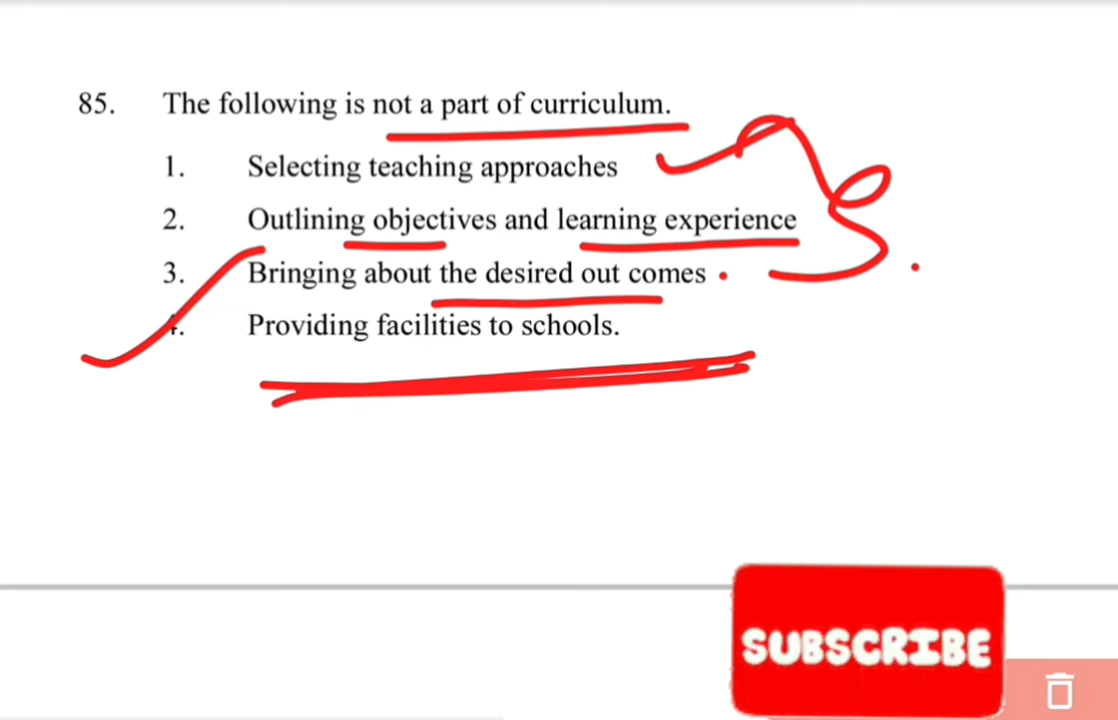 85. The following is not a part of curriculum.
1. Selecting teaching approaches
2. Outlining objectives and learning experience
3. Bringing about the desired out comes
4. Providing facilities to schools.
SUBSCRIBE